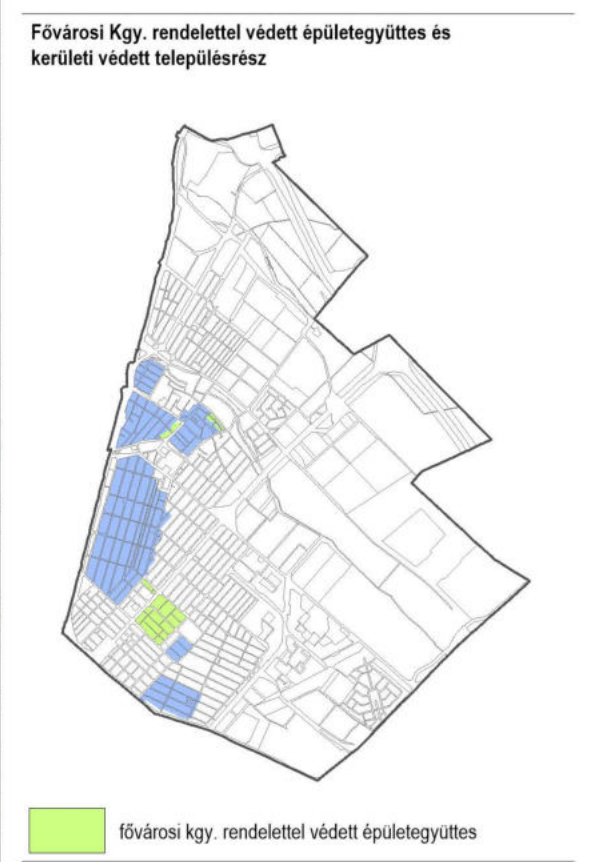 Fővárosi Kgy. rendelettel védett épületegyüttes és
kerületi védett településrész
fővárosi kgy. rendelettel védett épületegyüttes